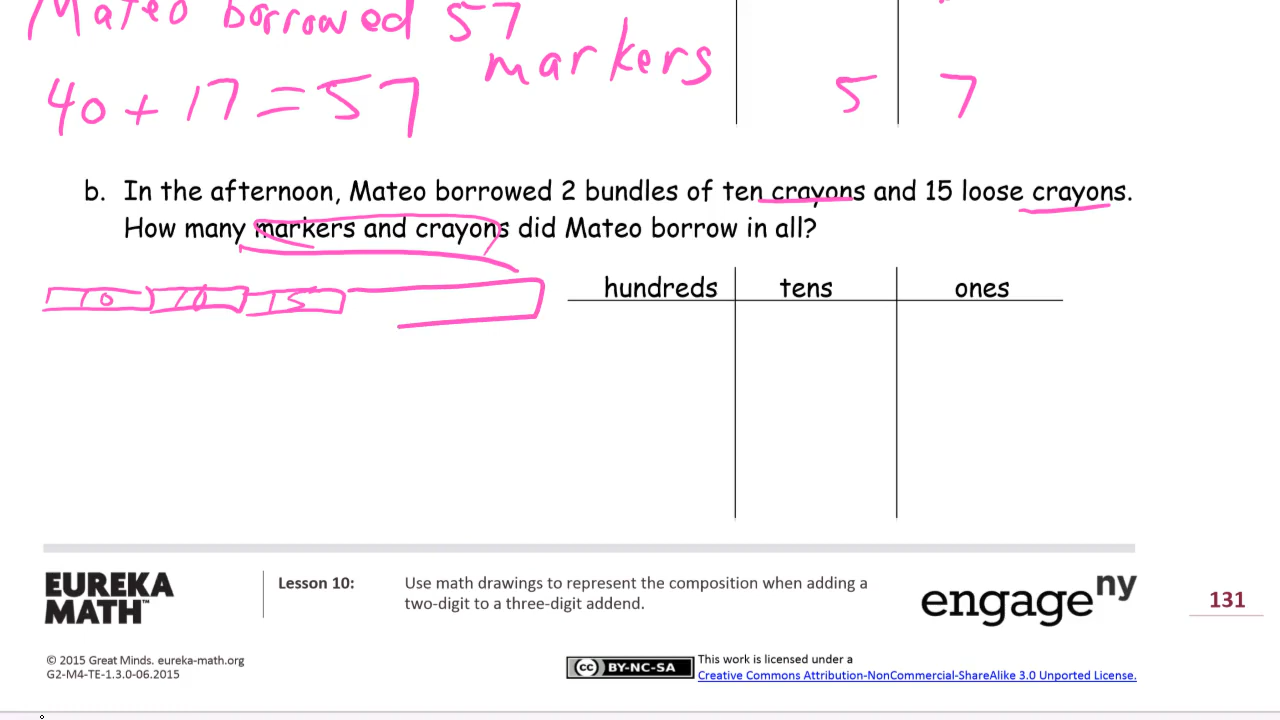 Mateo borrowed 57
markers
40 + 17 = 57
5 7
b. In the afternoon, Mateo borrowed 2 bundles of ten crayons and 15 loose crayons.
How many markers and crayons did Mateo borrow in all?
hundreds tens ones
10 10 15
EUREKA
MATH™
Lesson 10:
Use math drawings to represent the composition when adding a
two-digit to a three-digit addend.
engageny
131
© 2015 Great Minds. eureka-math.org
G2-M4-TE-1.3.0-06.2015
cc BY-NC-SA
This work is licensed under a
Creative Commons Attribution-NonCommercial-ShareAlike 3.0 Unported License.